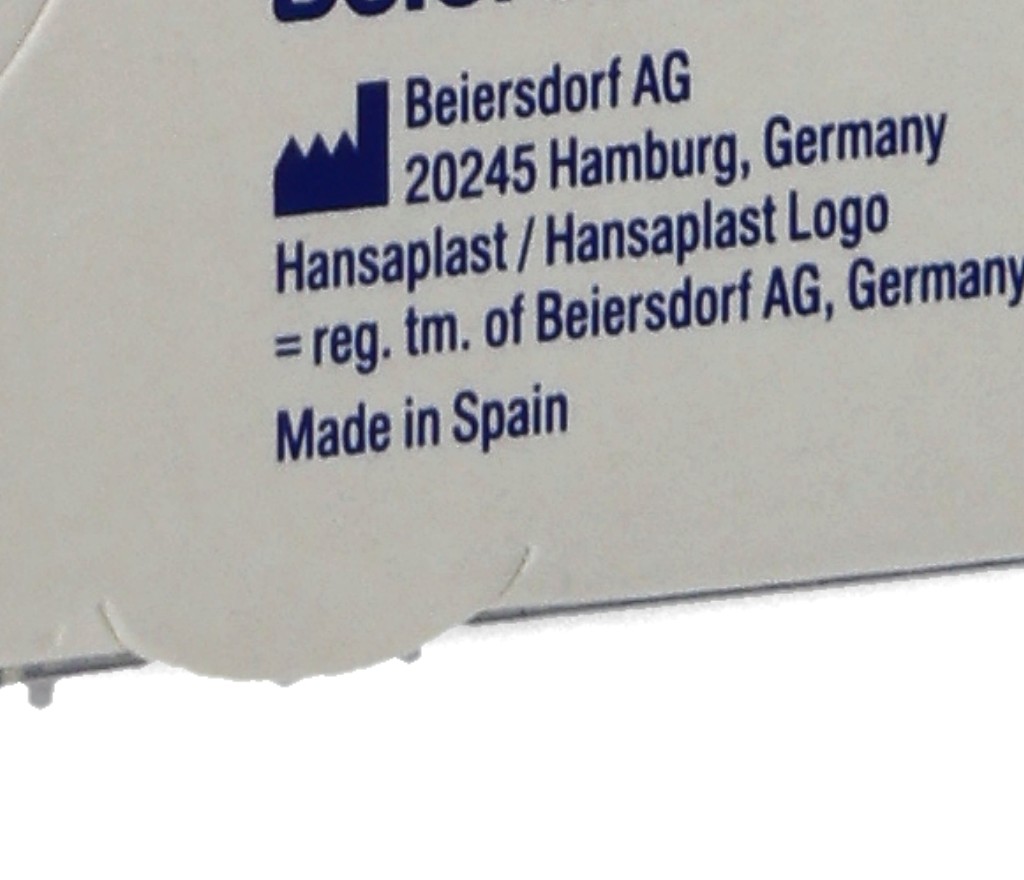 Beiersdorf AG
20245 Hamburg, Germany
Hansaplast / Hansaplast Logo
= reg. tm. of Beiersdorf AG, Germany
Made in Spain